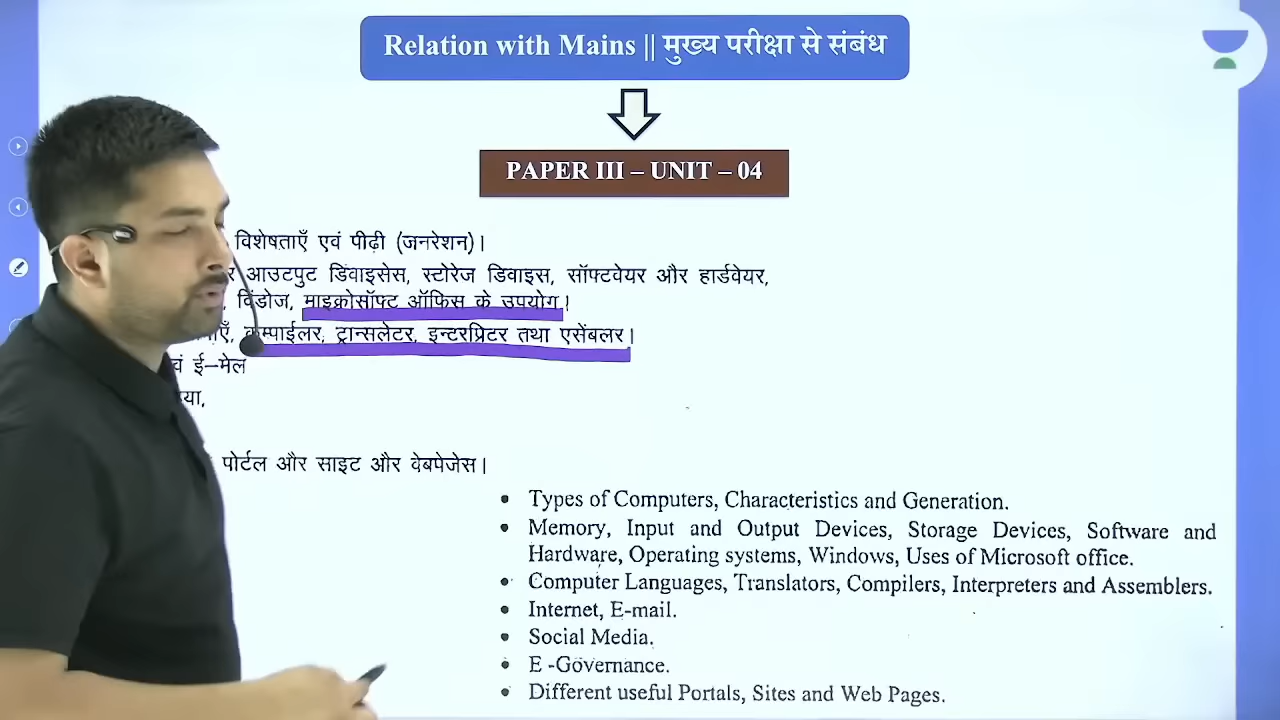 Relation with Mains || मुख्य परीक्षा से संबंध
PAPER III – UNIT – 04
विशेषताएँ एवं पीढ़ी (जनरेशन)।
आउटपुट डिवाइसेस, स्टोरेज डिवाइस, सॉफ्टवेयर और हार्डवेयर,
विंडोज, माइक्रोसॉफ्ट ऑफिस के उपयोग।
कम्पाईलर, ट्रान्सलेटर, इन्टरप्रिटर तथा एसेंबलर।
ई–मेल
पोर्टल और साइट और वेबपेजेस।
• Types of Computers, Characteristics and Generation.
• Memory, Input and Output Devices, Storage Devices, Software and
Hardware, Operating systems, Windows, Uses of Microsoft office.
• Computer Languages, Translators, Compilers, Interpreters and Assemblers.
• Internet, E-mail.
• Social Media.
• E -Governance.
• Different useful Portals, Sites and Web Pages.